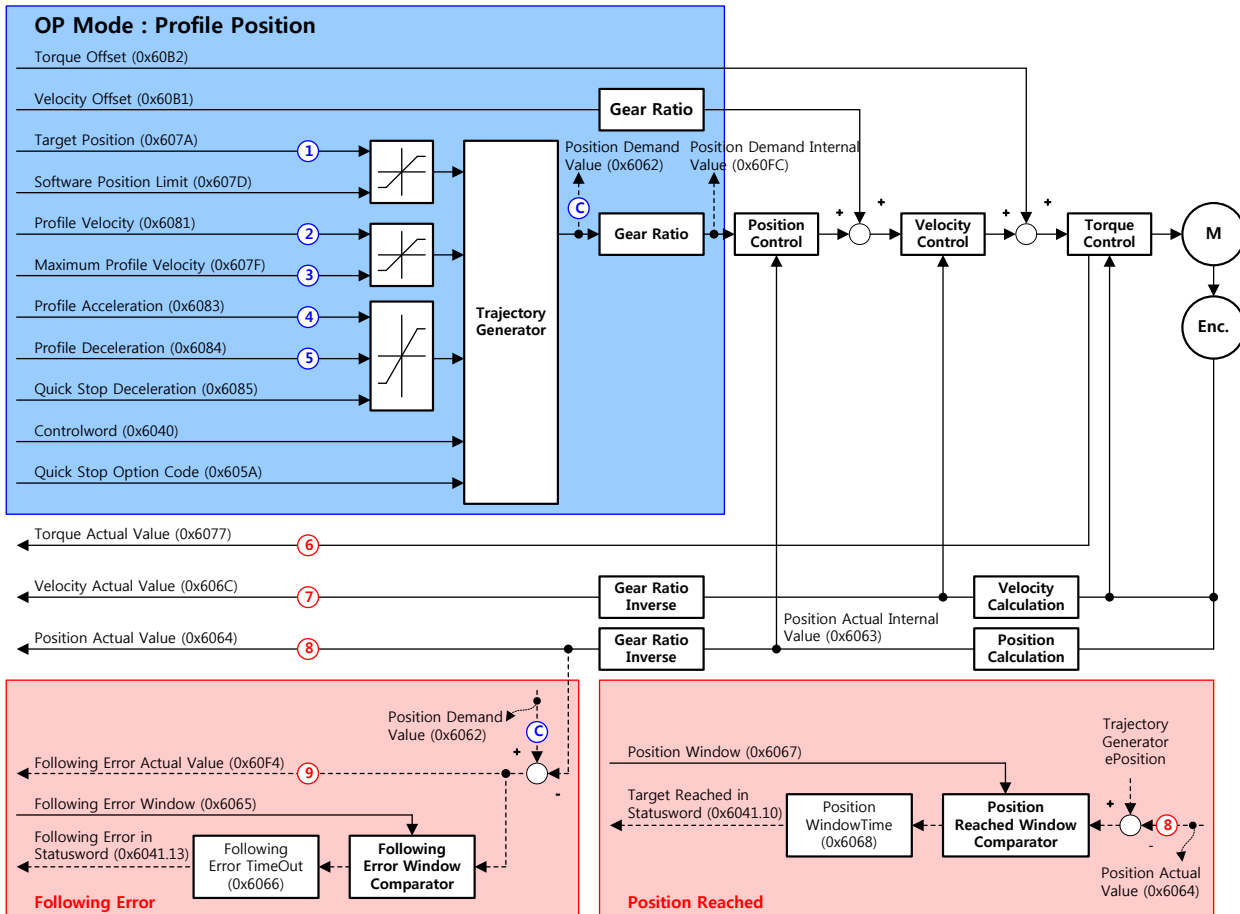 OP Mode : Profile Position
Torque Offset (0x60B2)
Velocity Offset (0x60B1)
Gear Ratio
Target Position (0x607A)
1
Software Position Limit (0x607D)
Profile Velocity (0x6081)
2
Maximum Profile Velocity (0x607F)
3
Profile Acceleration (0x6083)
4
Profile Deceleration (0x6084)
5
Quick Stop Deceleration (0x6085)
Controlword (0x6040)
Quick Stop Option Code (0x605A)
Trajectory
Generator
Position Demand
Value (0x6062)
C
Position Demand Internal
Value (0x60FC)
Gear Ratio
Position
Control
+
+
Velocity
Control
+
+
Torque
Control
M
Enc.
Torque Actual Value (0x6077)
6
Velocity Actual Value (0x606C)
7
Gear Ratio
Inverse
Velocity
Calculation
Position Actual Value (0x6064)
8
Gear Ratio
Inverse
Position Actual Internal
Value (0x6063)
Position
Calculation
Position Demand
Value (0x6062)
C
+
-
Following Error Actual Value (0x60F4)
9
Following Error Window (0x6065)
Following Error in
Statusword (0x6041.13)
Following
Error TimeOut
(0x6066)
Following
Error Window
Comparator
Following Error
Trajectory
Generator
ePosition
Position Window (0x6067)
Target Reached in
Statusword (0x6041.10)
Position
WindowTime
(0x6068)
Position
Reached Window
Comparator
+
-
8
Position Actual
Value (0x6064)
Position Reached